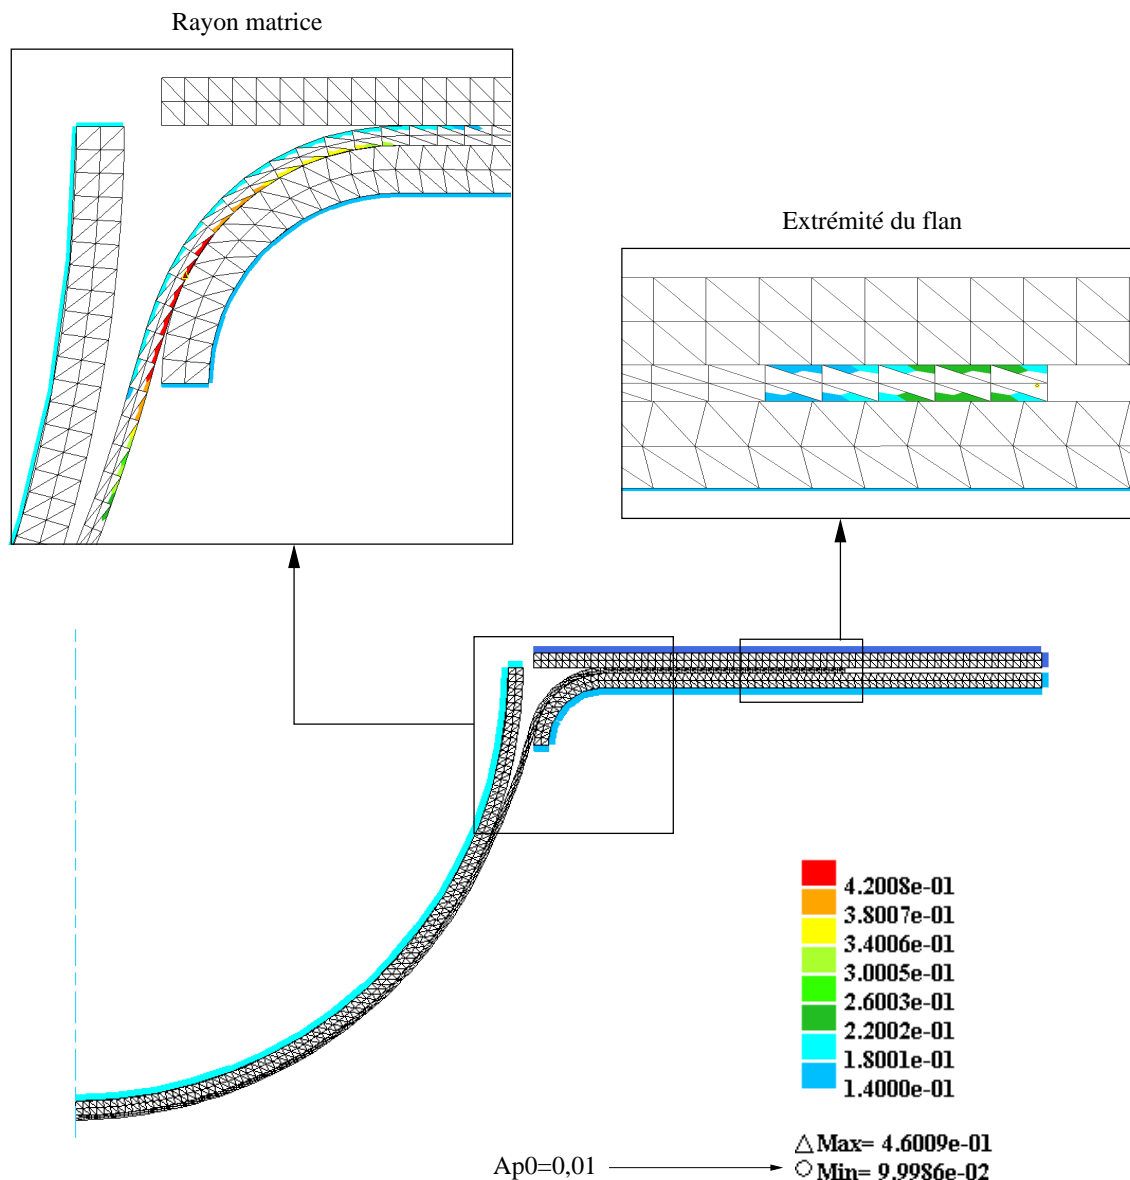 Rayon matrice
Extrémité du flan
4.2008e-01
3.8007e-01
3.4006e-01
3.0005e-01
2.6003e-01
2.2002e-01
1.8001e-01
1.4000e-01
Max= 4.6009e-01
Ap0=0,01
Min= 9.9986e-02